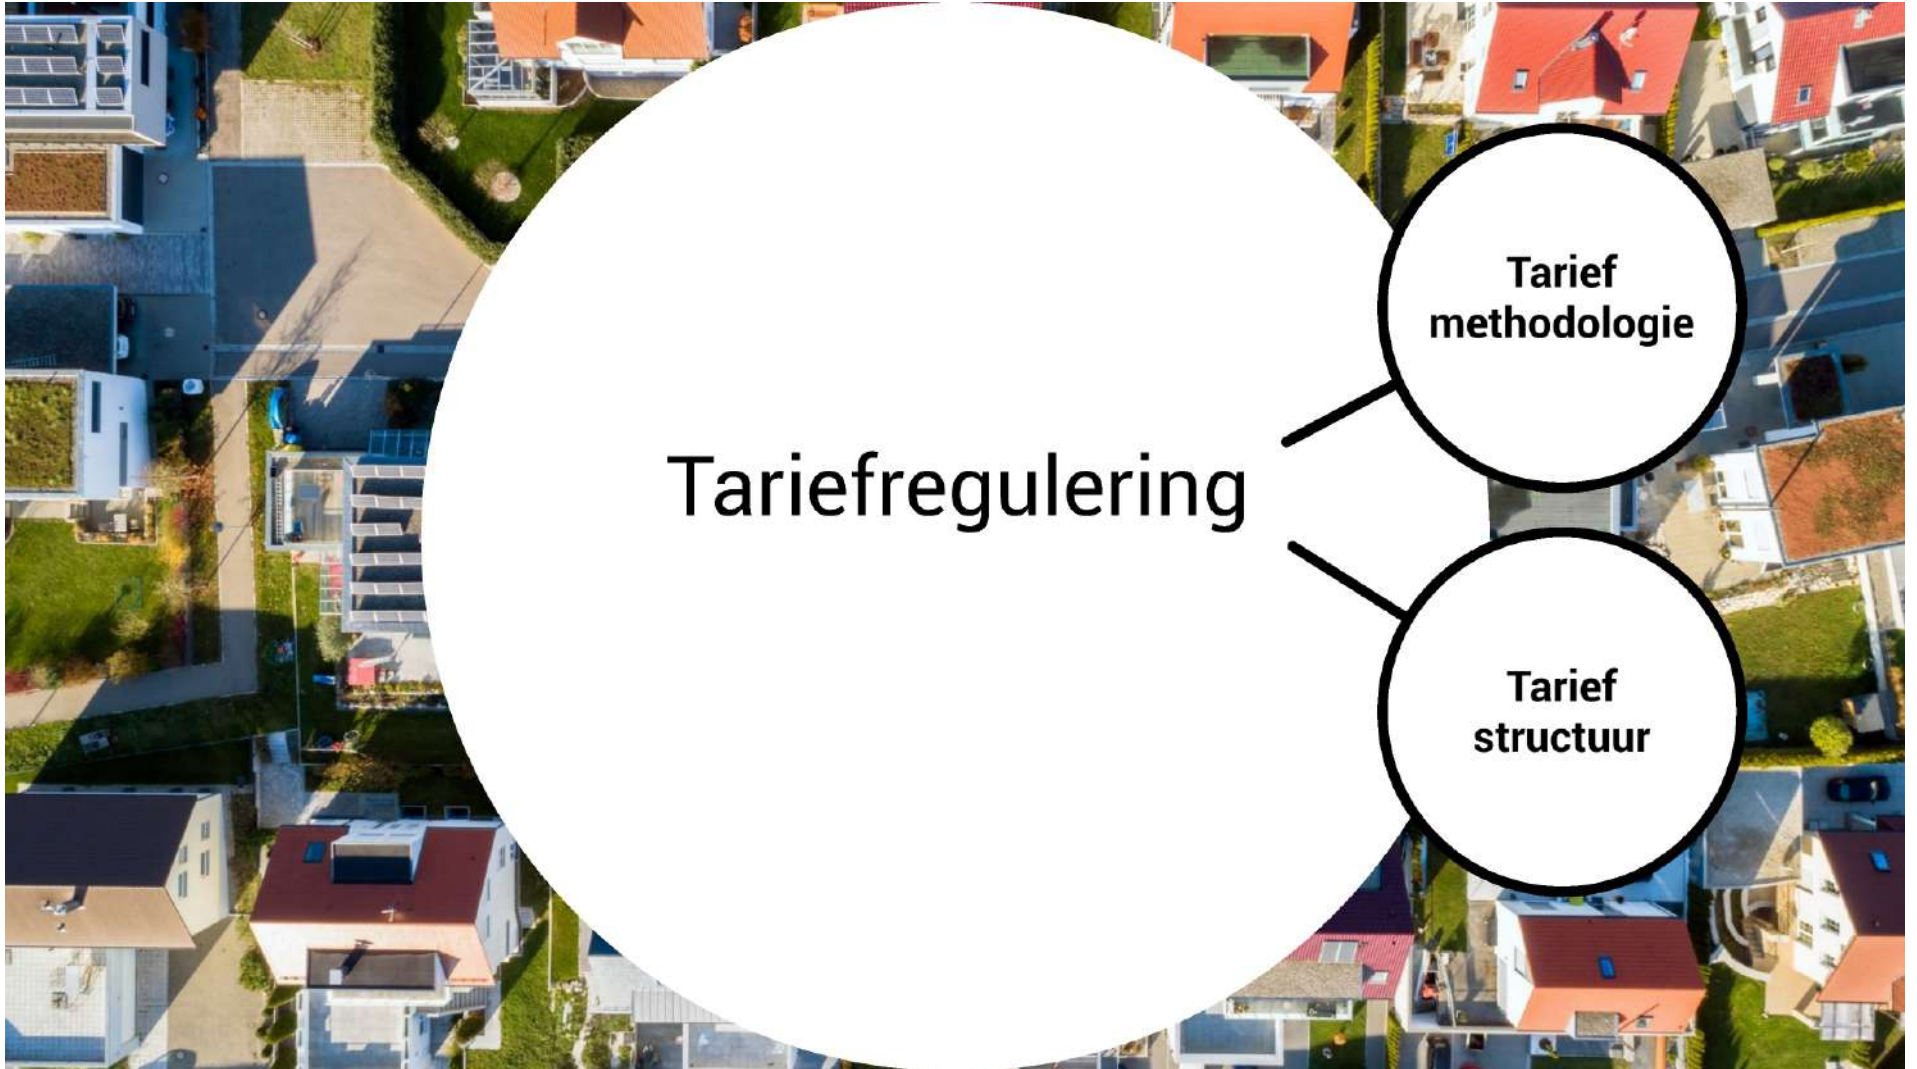 Tariefregulering
Tarief
methodologie
Tarief
structuur